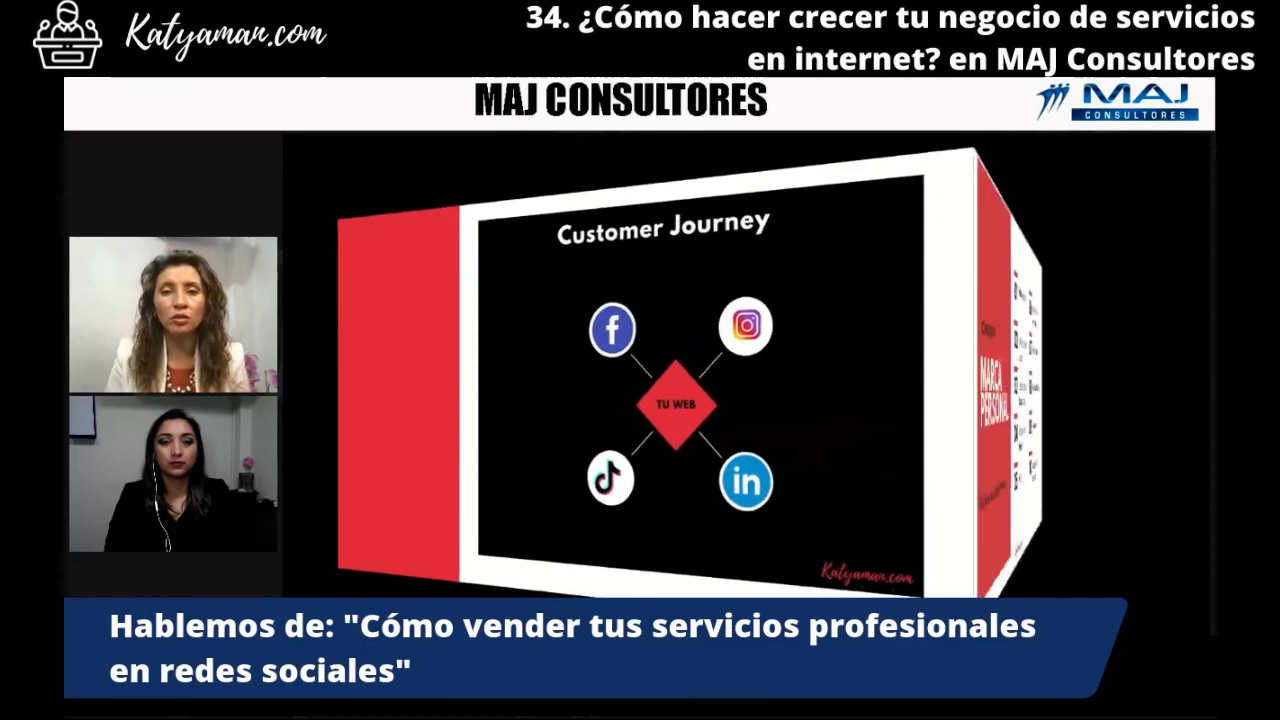 Katyaman.com
34. ¿Cómo hacer crecer tu negocio de servicios
en internet? en MAJ Consultores
MAJ CONSULTORES
MAJ
CONSULTORES
Customer Journey
TU WEB
MARCA
PERSONAL
Katyaman.com
Hablemos de: "Cómo vender tus servicios profesionales
en redes sociales"